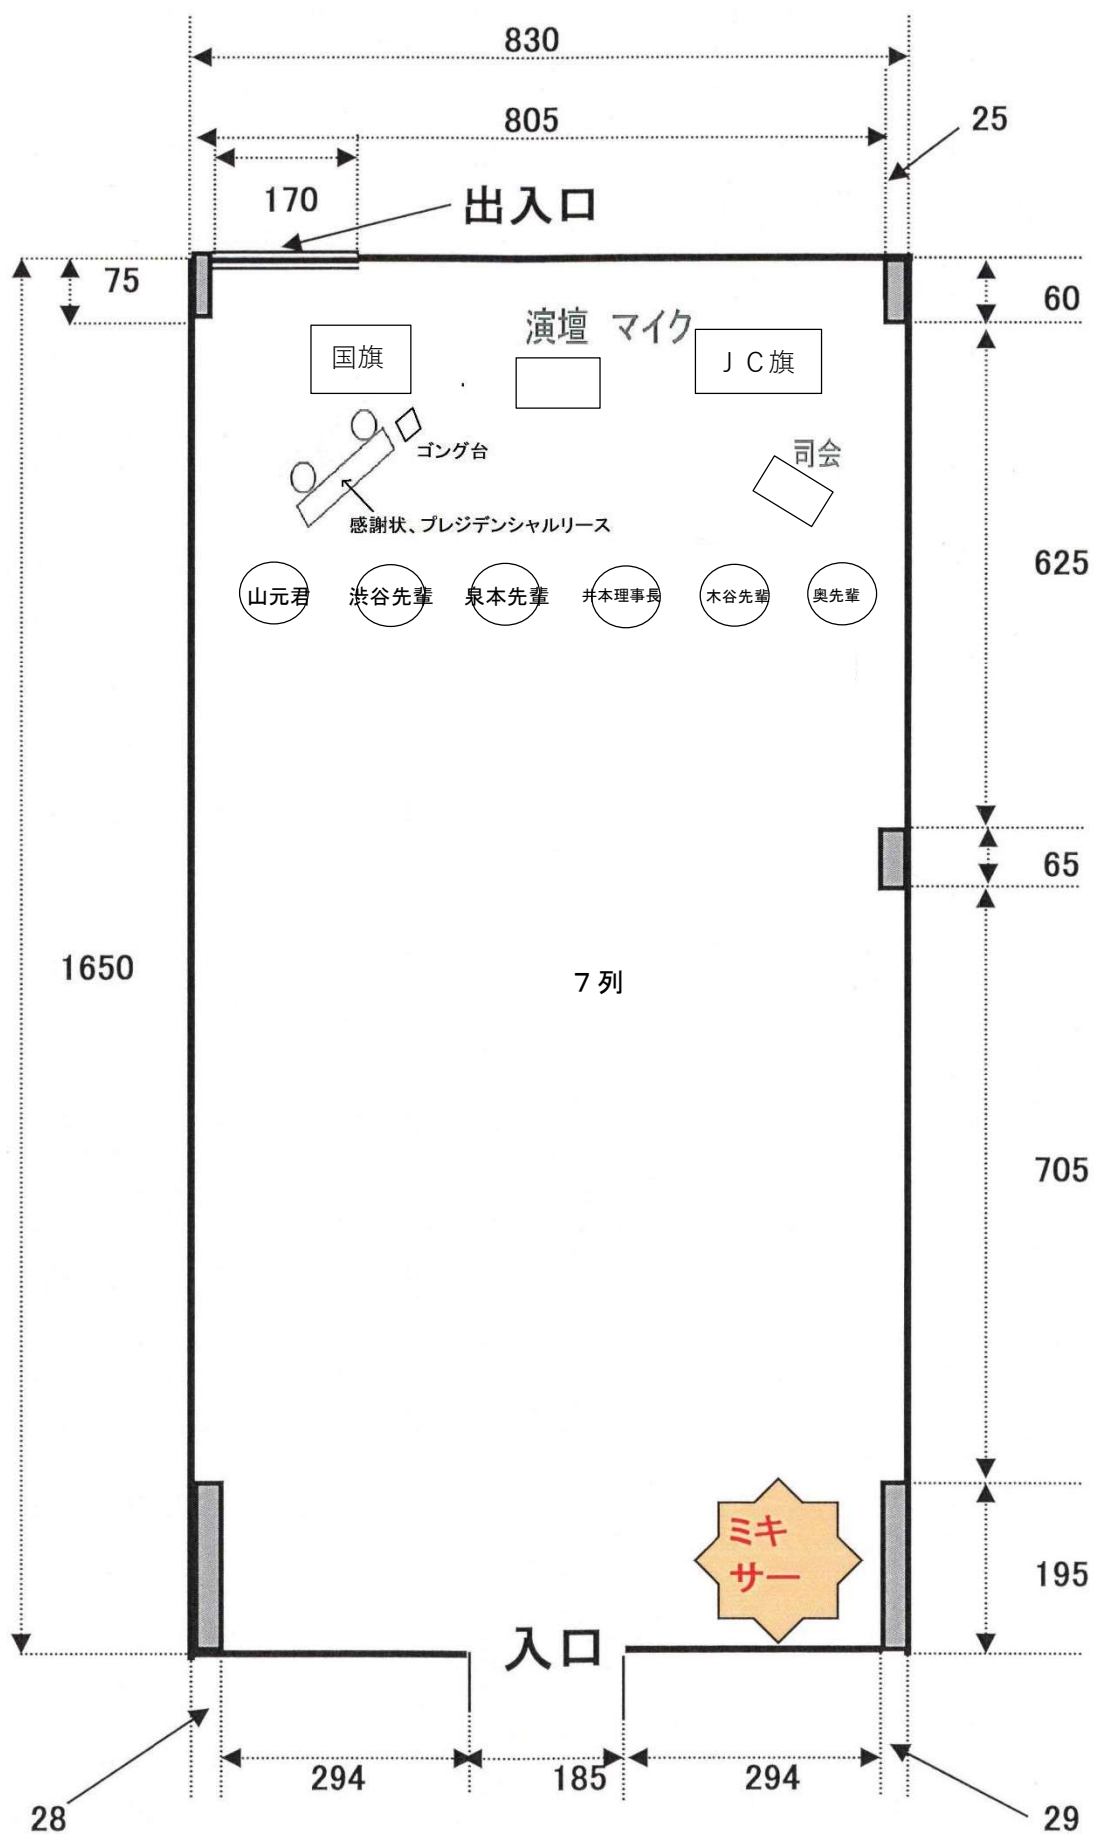 830
805
25
170
出入口
75
60
演壇 マイク
国旗
ＪＣ旗
ゴング台
司会
感謝状、プレジデンシャルリース
625
山元君
渋谷先輩
泉本先輩
井本理事長
木谷先輩
奥先輩
65
1650
７列
705
ミキ
サー
195
入口
294
185
294
28
29